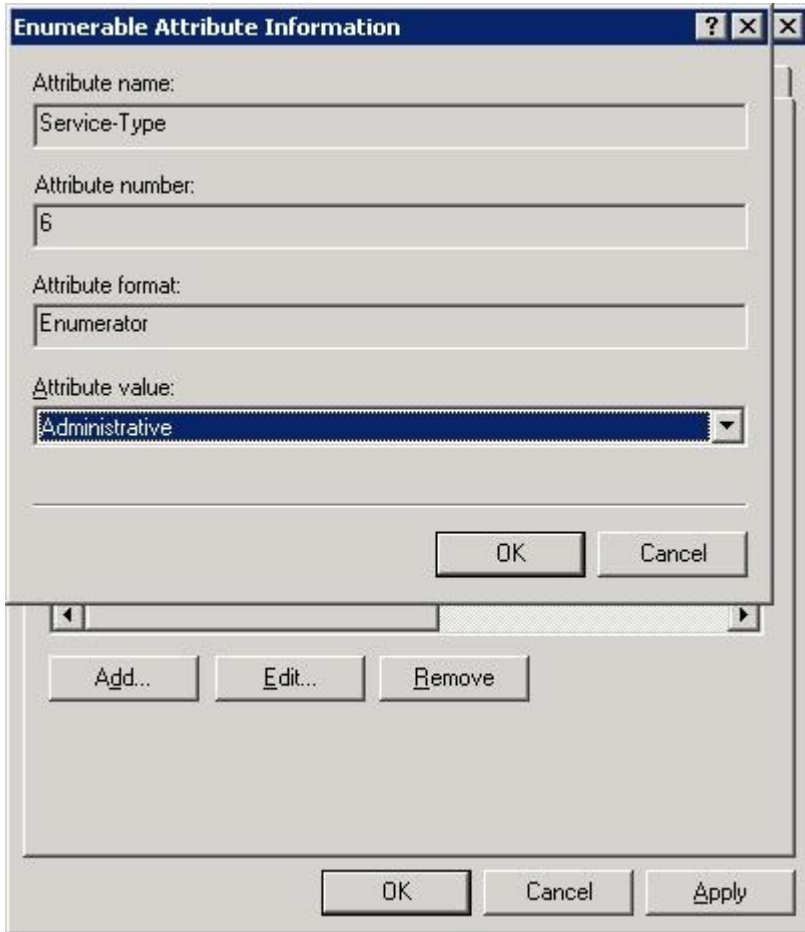 Enumerable Attribute Information
Attribute name:
Service-Type
Attribute number:
6
Attribute format:
Enumerator
Attribute value:
Administrative
OK Cancel
Add... Edit... Remove
OK Cancel Apply